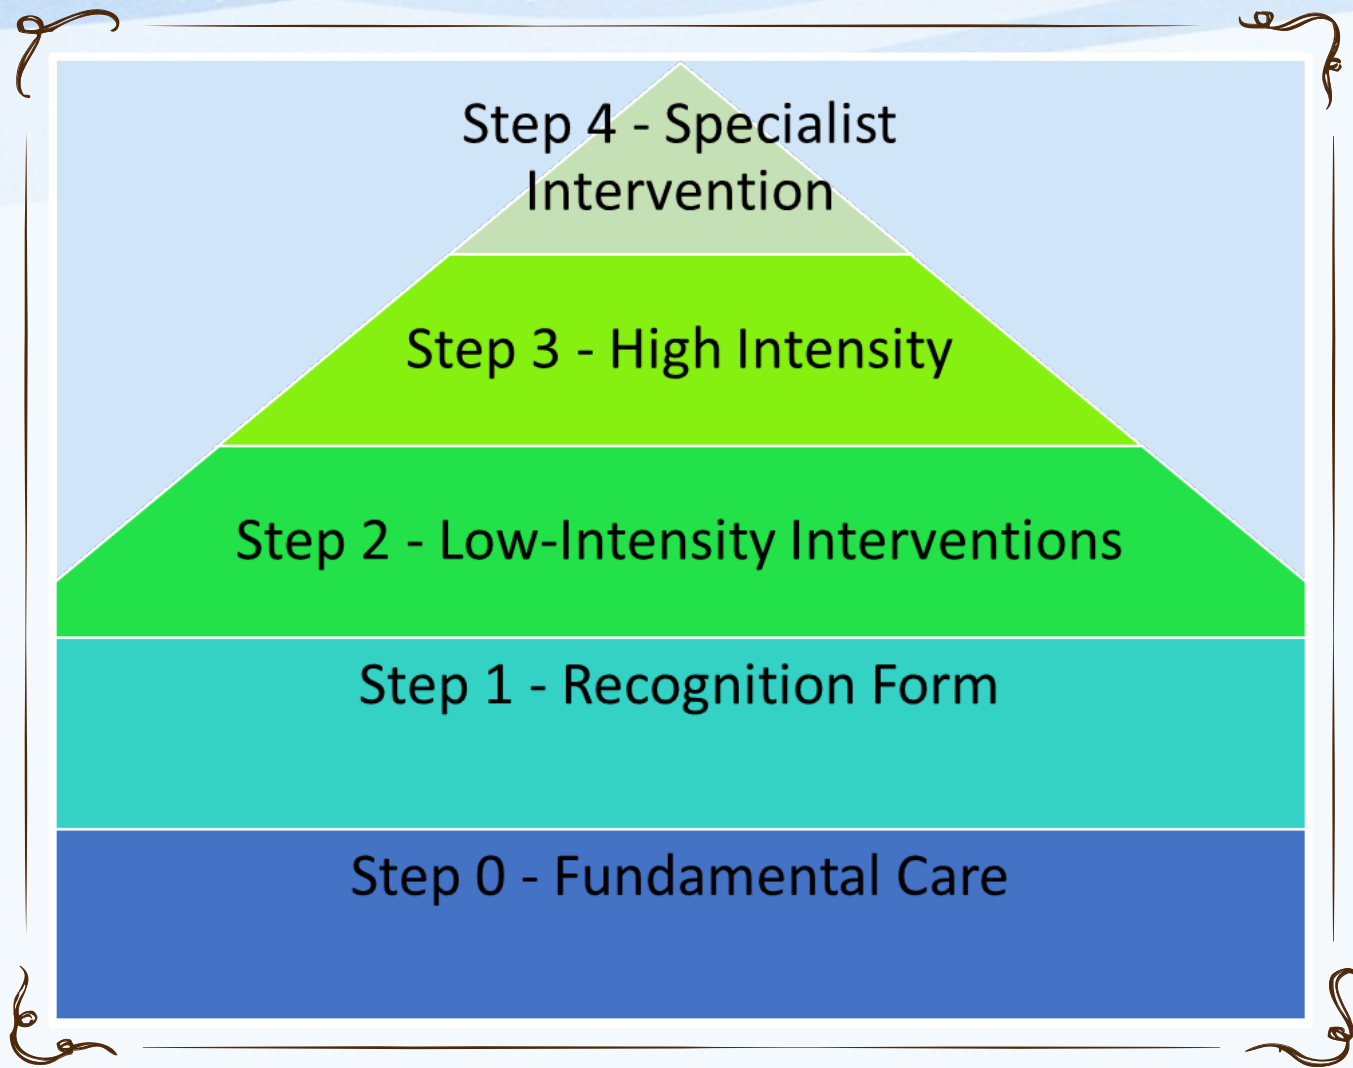 Step 4 - Specialist
Intervention
Step 3 - High Intensity
Step 2 - Low-Intensity Interventions
Step 1 - Recognition Form
Step 0 - Fundamental Care